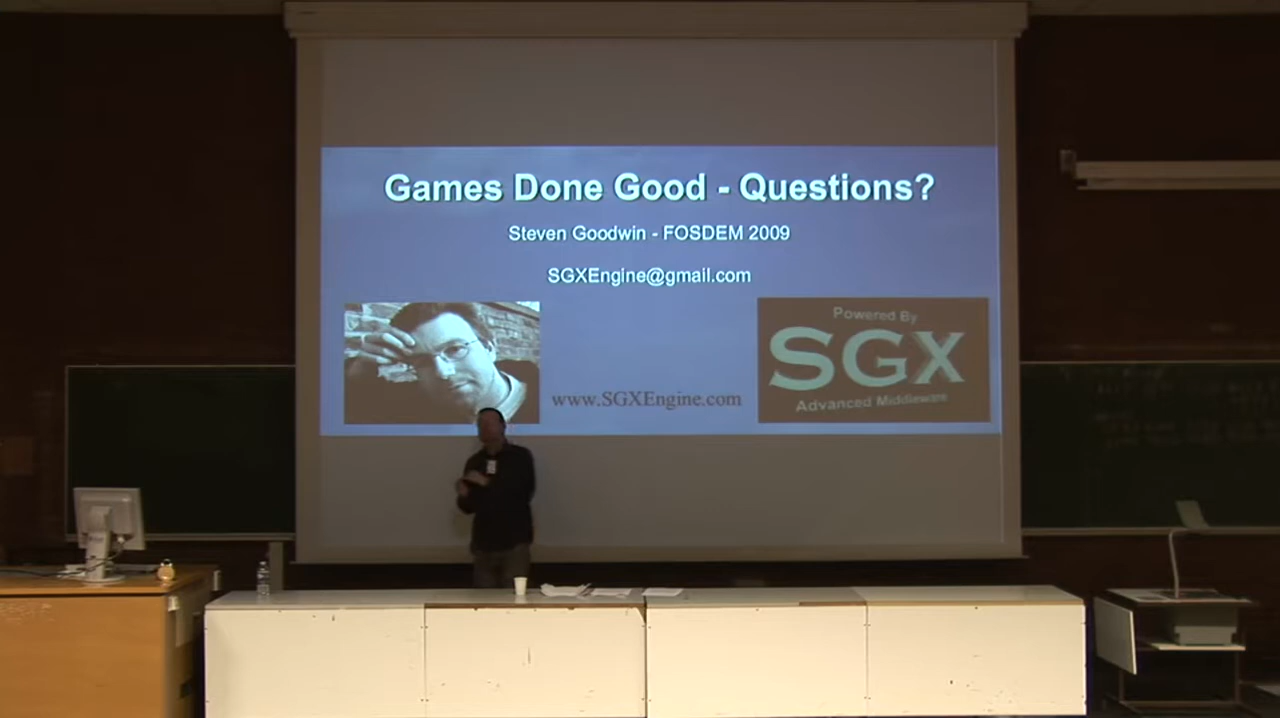 Games Done Good - Questions?
Steven Goodwin - FOSDEM 2009
SGXEngine@gmail.com
www.SGXEngine.com
Powered By
SGX
Advanced Middleware